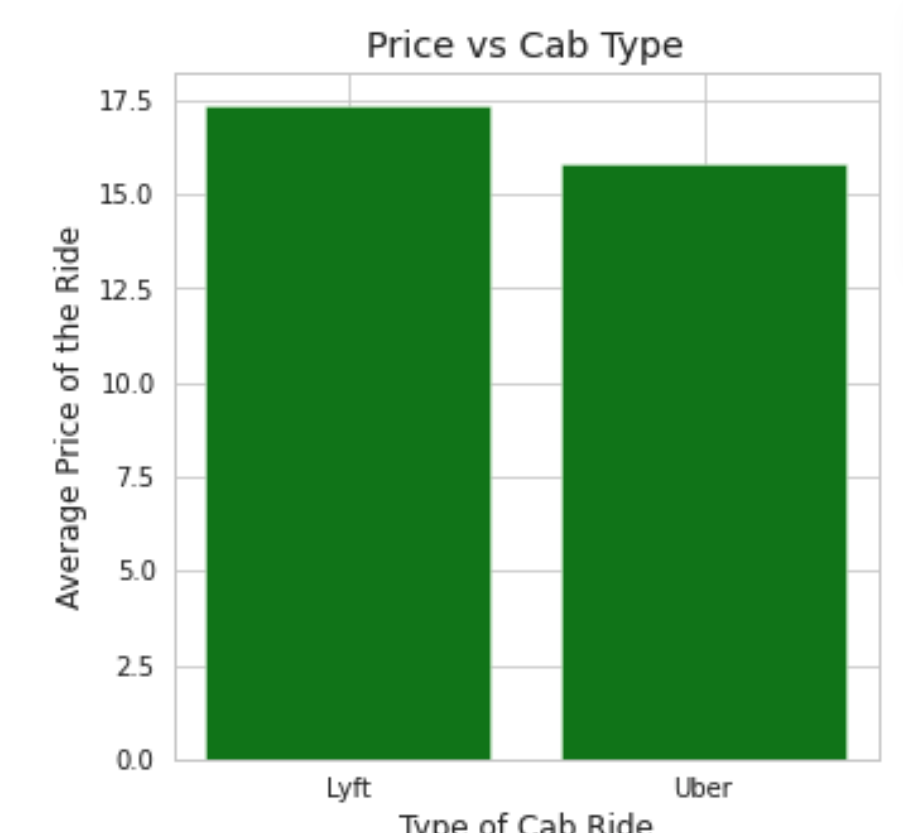 Price vs Cab Type
17.5
15.0
12.5
10.0
7.5
5.0
2.5
0.0
Average Price of the Ride
Lyft Uber
Type of Cab Ride